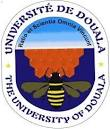 UNIVERSITÉ DE DOUALA
Ratio et Scientia Omnia Vincunt
THE UNIVERSITY OF DOUALA